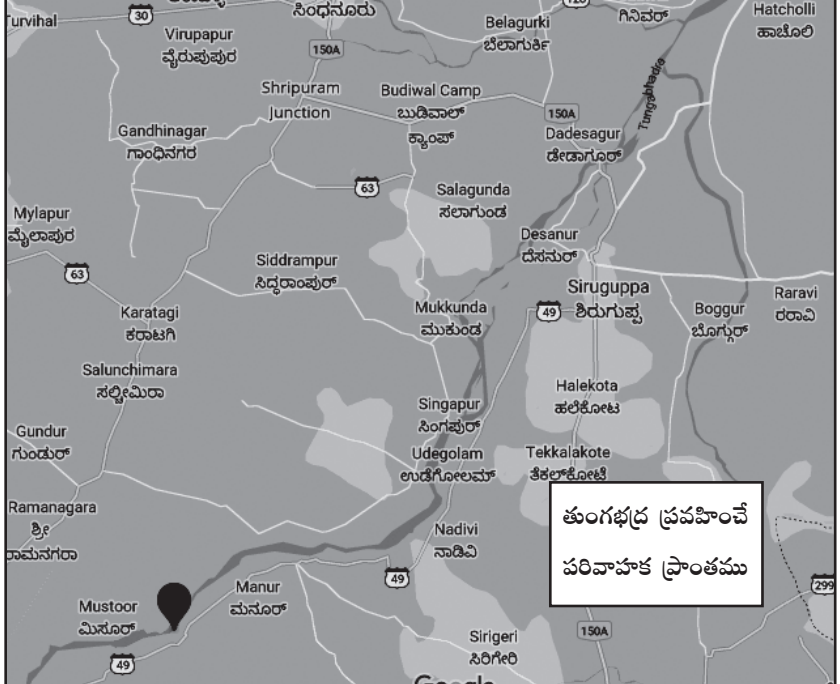 Turvihal
30
ಸಿಂಧನೂರು
ಗಿನಿವರ್
Hatcholli
ಹಾಚೊಲಿ
Virupapur
ವೈರುಪುಪುರ
150A
Belagurki
ಬೆಲಾಗುರ್ಕಿ
Tungabhadra
Shripuram
Junction
Budiwal Camp
ಬುಡಿವಾಲ್
ಕ್ಯಾಂಪ್
150A
Gandhinagar
ಗಾಂಧಿನಗರ
Dadesagur
ಡೇಡಾಗೂರ್
63
Salagunda
ಸಲಾಗುಂಡ
Mylapur
ಮೈಲಾಪುರ
Desanur
ದೆಸನುರ್
63
Siddrampur
ಸಿದ್ಧರಾಂಪುರ್
Siruguppa
ಶಿರುಗುಪ್ಪ
Raravi
ರರಾವಿ
Karatagi
ಕರಾಟಗಿ
Mukkunda
ಮುಕುಂಡ
49
Boggur
ಬೊಗ್ಗುರ್
Salunchimara
ಸಲ್ಚೀಮಿರಾ
Halekota
ಹಲೆಕೋಟ
Singapur
ಸಿಂಗಪುರ್
Gundur
ಗುಂಡುರ್
Udegolam
ಉಡೆಗೋಲಮ್
Tekkalakote
ತೆಕಲ್ಕೋಟೆ
Ramanagara
ಶ್ರೀ
ರಾಮನಗರಾ
తుంగభద్ర ప్రవహించే
పరివాహక ప్రాంతము
Nadivi
ನಾಡಿವಿ
49
299
Manur
ಮನೂರ್
Mustoor
ಮಿಸೂರ್
150A
Sirigeri
ಸಿರಿಗೇರಿ
49
Google